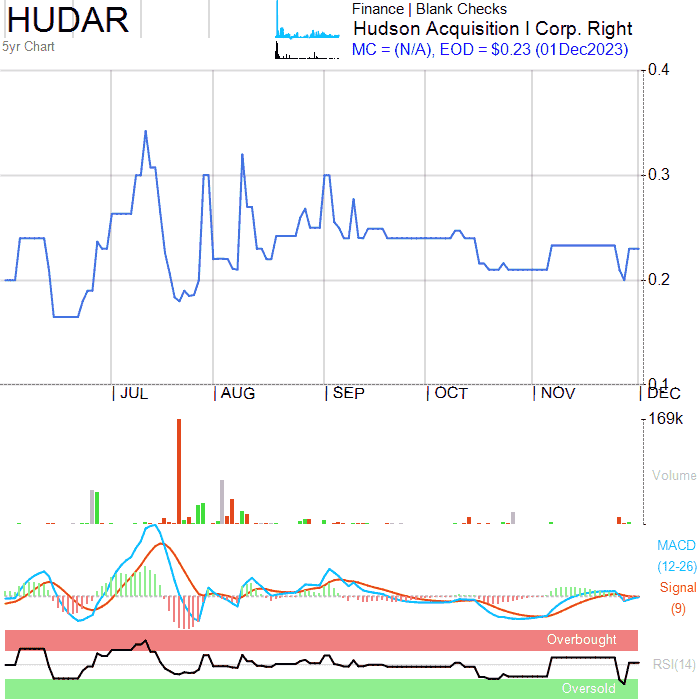 HUDAR
5yr Chart
Finance | Blank Checks
Hudson Acquisition I Corp. Right
MC = (N/A), EOD = $0.23 (01Dec2023)
0.4
0.3
0.2
0.1
JUL AUG SEP OCT NOV DEC
169k
Volume
MACD
(12-26)
Signal
(9)
Overbought
RSI(14)
Oversold